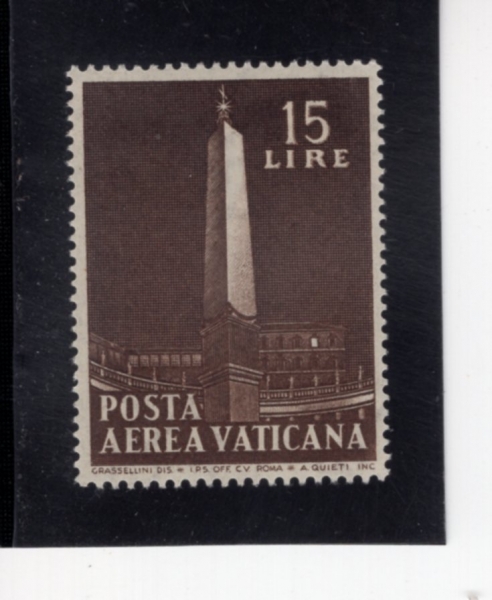 15
LIRE
POSTA
AEREA VATICANA
GRASSELLINI DIS. * I.P.S. OFF. C.V. ROMA * A. QUIETI. INC